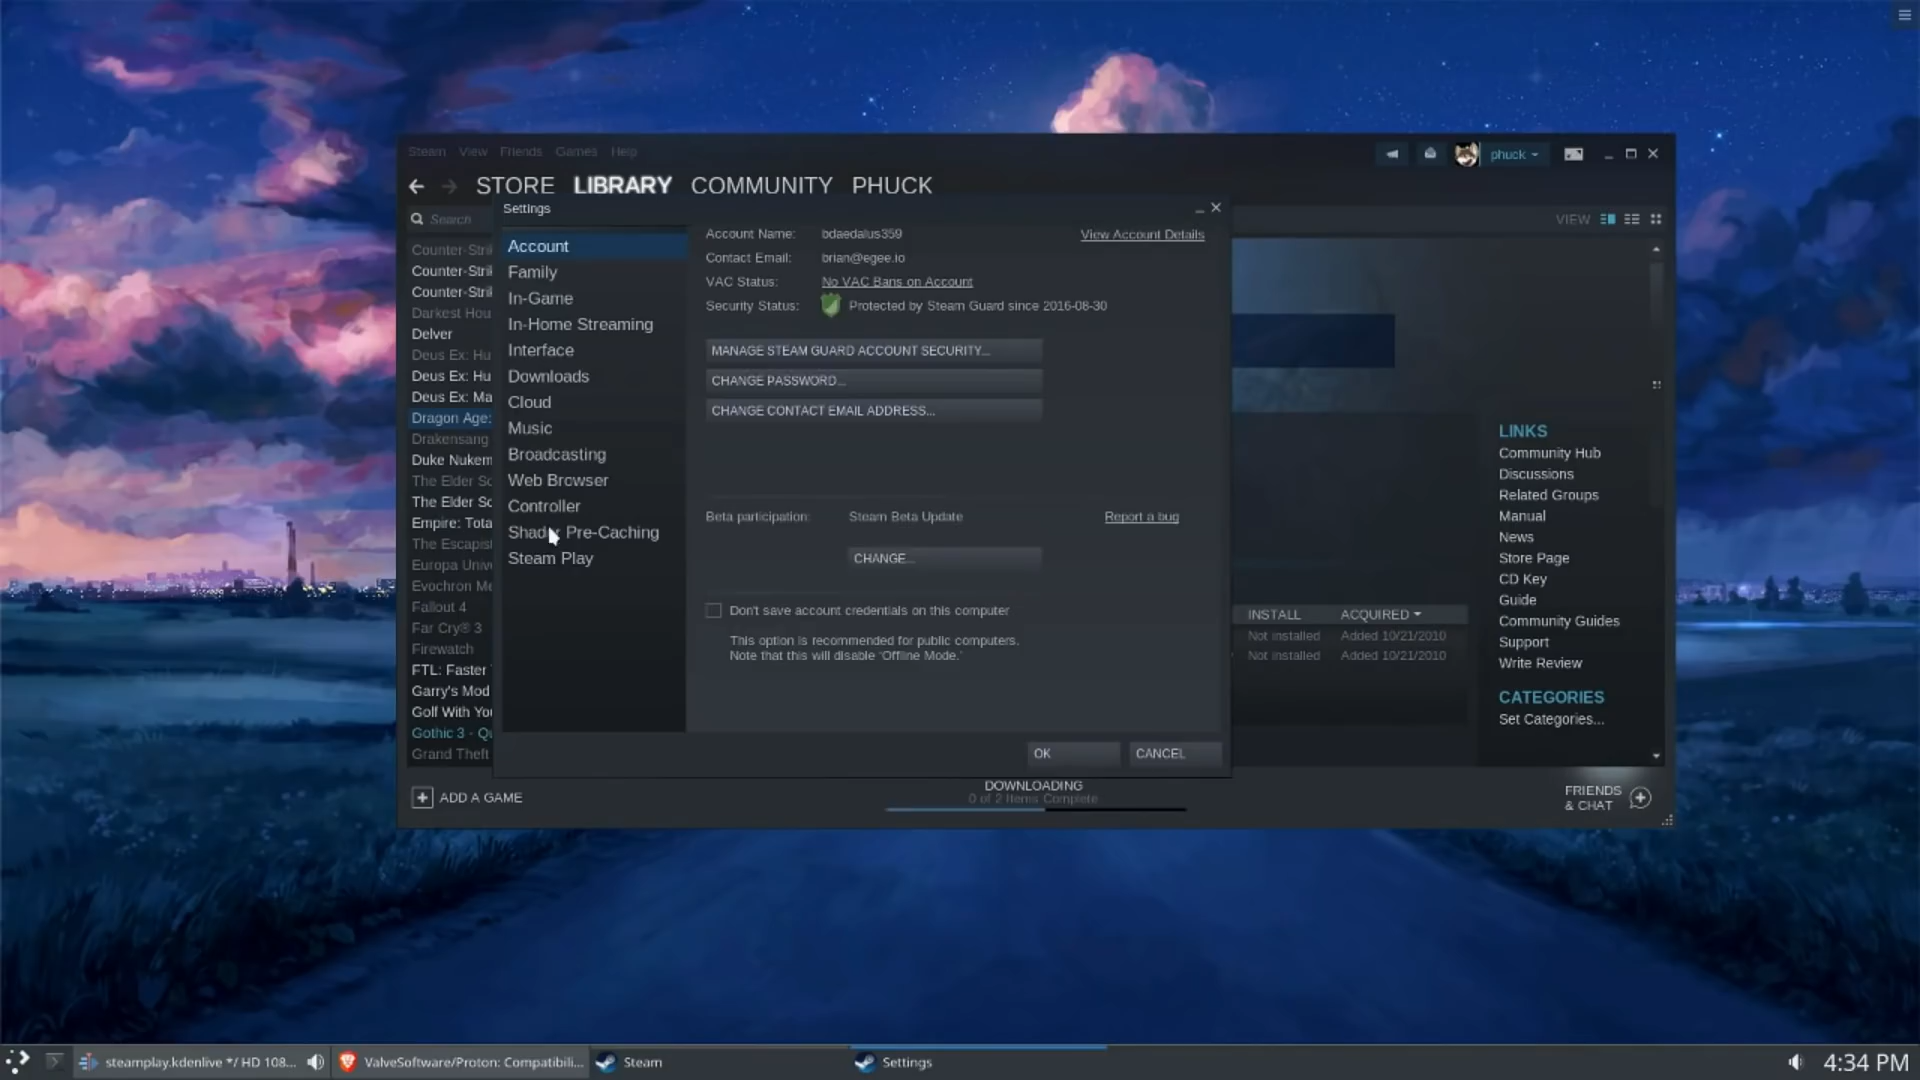 Steam View Friends Games Help
phuck
STORE LIBRARY COMMUNITY PHUCK
Search
VIEW
Settings
Account
Family
In-Game
In-Home Streaming
Interface
Downloads
Cloud
Music
Broadcasting
Web Browser
Controller
Shader Pre-Caching
Steam Play
Account Name: bdaedalus359 View Account Details
Contact Email: brian@egee.io
VAC Status: No VAC Bans on Account
Security Status: Protected by Steam Guard since 2016-08-30
MANAGE STEAM GUARD ACCOUNT SECURITY...
CHANGE PASSWORD...
CHANGE CONTACT EMAIL ADDRESS...
Beta participation: Steam Beta Update Report a bug
CHANGE...
Don't save account credentials on this computer
This option is recommended for public computers.
Note that this will disable 'Offline Mode.'
OK CANCEL
Counter-Strik
Counter-Strik
Counter-Strik
Darkest Hou
Delver
Deus Ex: Hu
Deus Ex: Hu
Deus Ex: Ma
Dragon Age:
Drakensang
Duke Nukem
The Elder Sc
The Elder Sc
Empire: Tota
The Escapist
Europa Unive
Evochron Me
Fallout 4
Far Cry® 3
Firewatch
FTL: Faster
Garry's Mod
Golf With You
Gothic 3 - Qu
Grand Theft
INSTALL ACQUIRED
Not installed Added 10/21/2010
Not installed Added 10/21/2010
LINKS
Community Hub
Discussions
Related Groups
Manual
News
Store Page
CD Key
Guide
Community Guides
Support
Write Review
CATEGORIES
Set Categories...
ADD A GAME
DOWNLOADING
0 of 2 Items Complete
FRIENDS
& CHAT
steamplay.kdenlive */ HD 108...
ValveSoftware/Proton: Compatibili...
Steam
Settings
4:34 PM